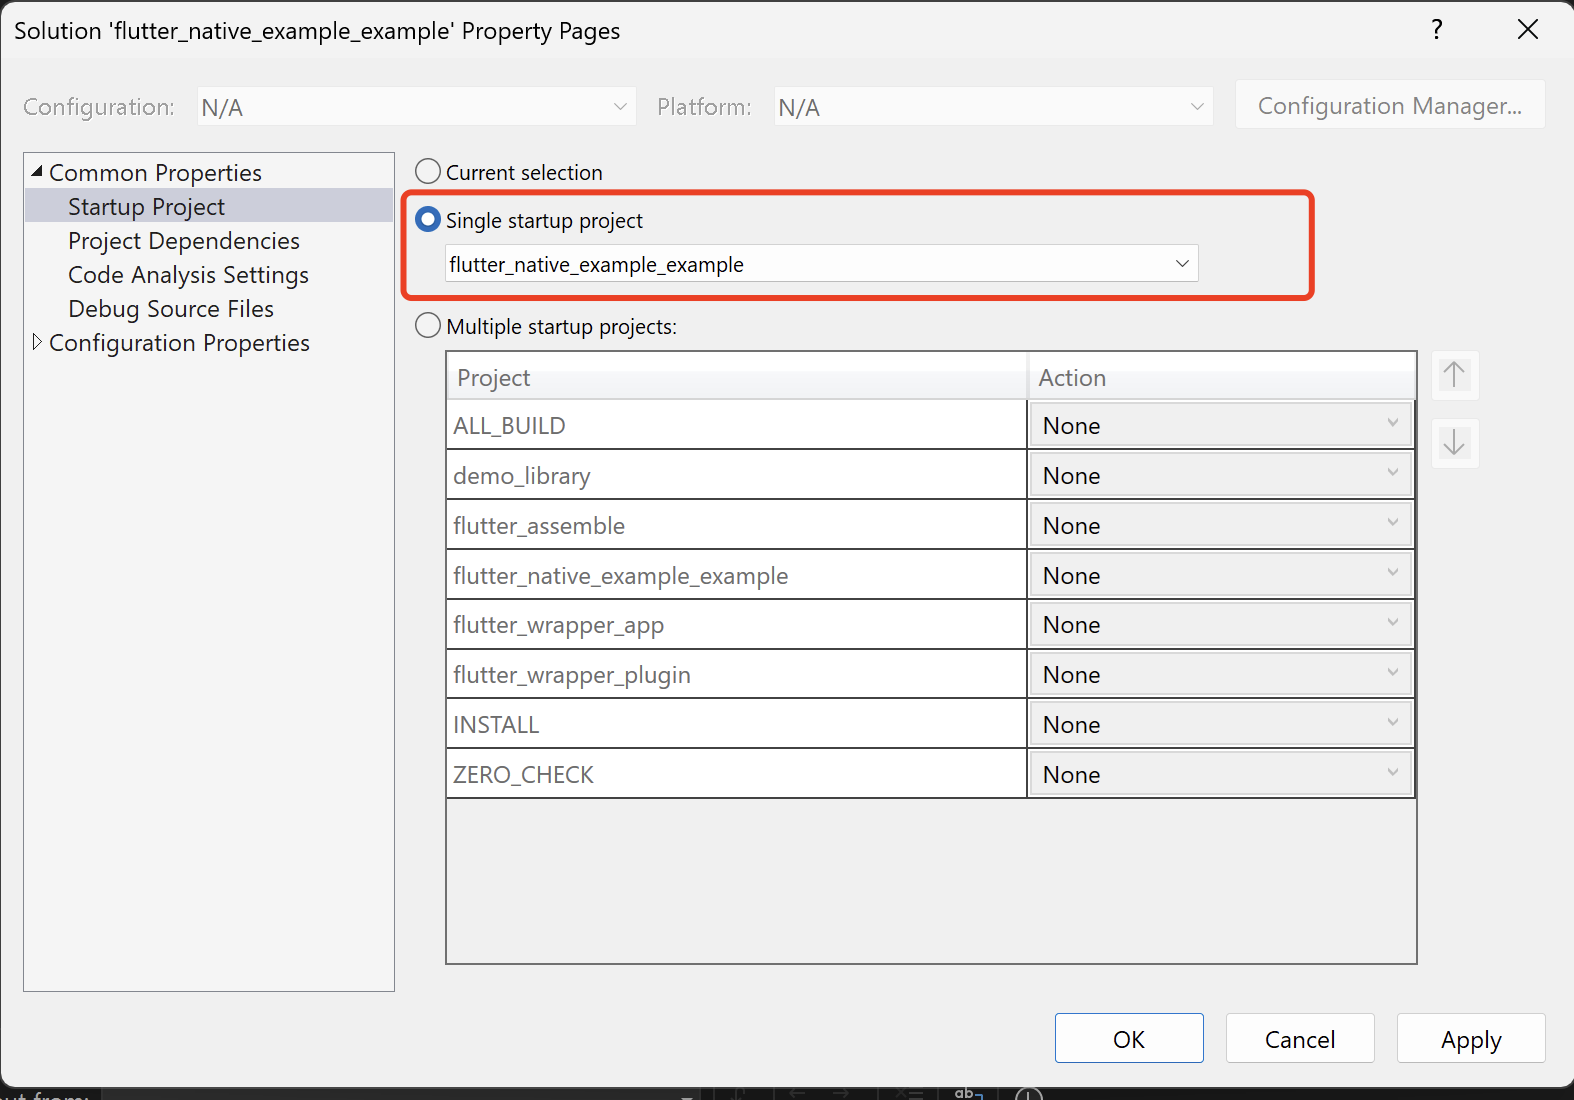 Solution 'flutter_native_example_example' Property Pages
?
Configuration: N/A Platform: N/A Configuration Manager...
Common Properties
Startup Project
Project Dependencies
Code Analysis Settings
Debug Source Files
Configuration Properties
Current selection
Single startup project
flutter_native_example_example
Multiple startup projects:
Project Action
ALL_BUILD None
demo_library None
flutter_assemble None
flutter_native_example_example None
flutter_wrapper_app None
flutter_wrapper_plugin None
INSTALL None
ZERO_CHECK None
OK Cancel Apply